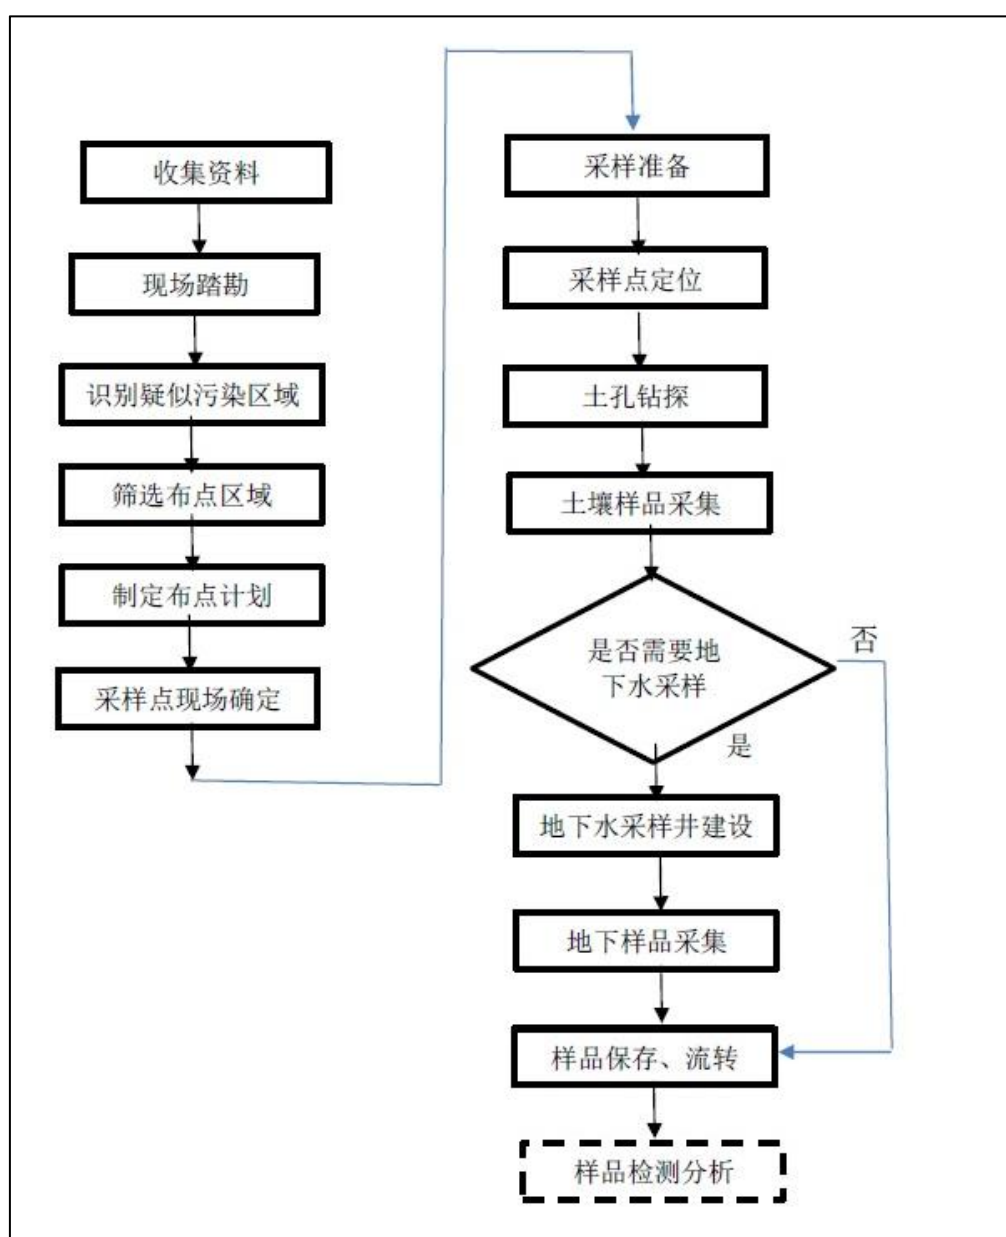 收集资料
现场踏勘
识别疑似污染区域
筛选布点区域
制定布点计划
采样点现场确定
采样准备
采样点定位
土孔钻探
土壤样品采集
是否需要地
下水采样
否
是
地下水采样井建设
地下样品采集
样品保存、流转
样品检测分析